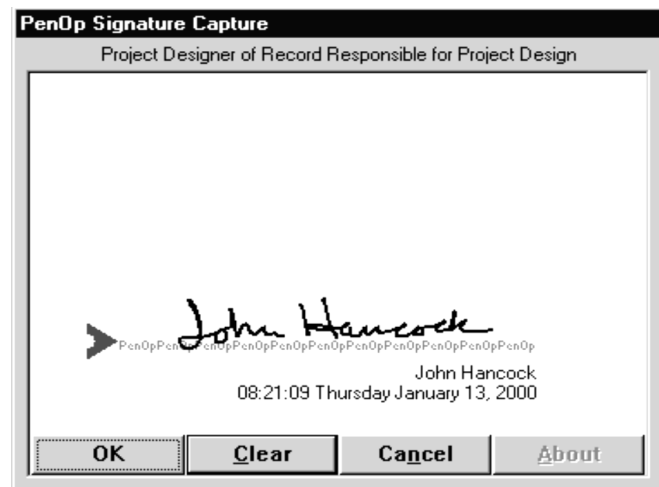 PenOp Signature Capture
Project Designer of Record Responsible for Project Design
John Hancock
PenOpPenOpPenOpPenOpPenOpPenOpPenOpPenOpPenOpPenOpPenOp
John Hancock
08:21:09 Thursday January 13, 2000
OK Clear Cancel About